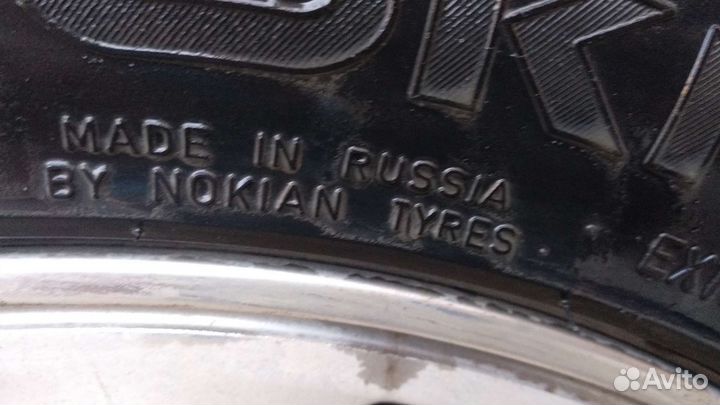 MADE IN RUSSIA
BY NOKIAN TYRES
Avito